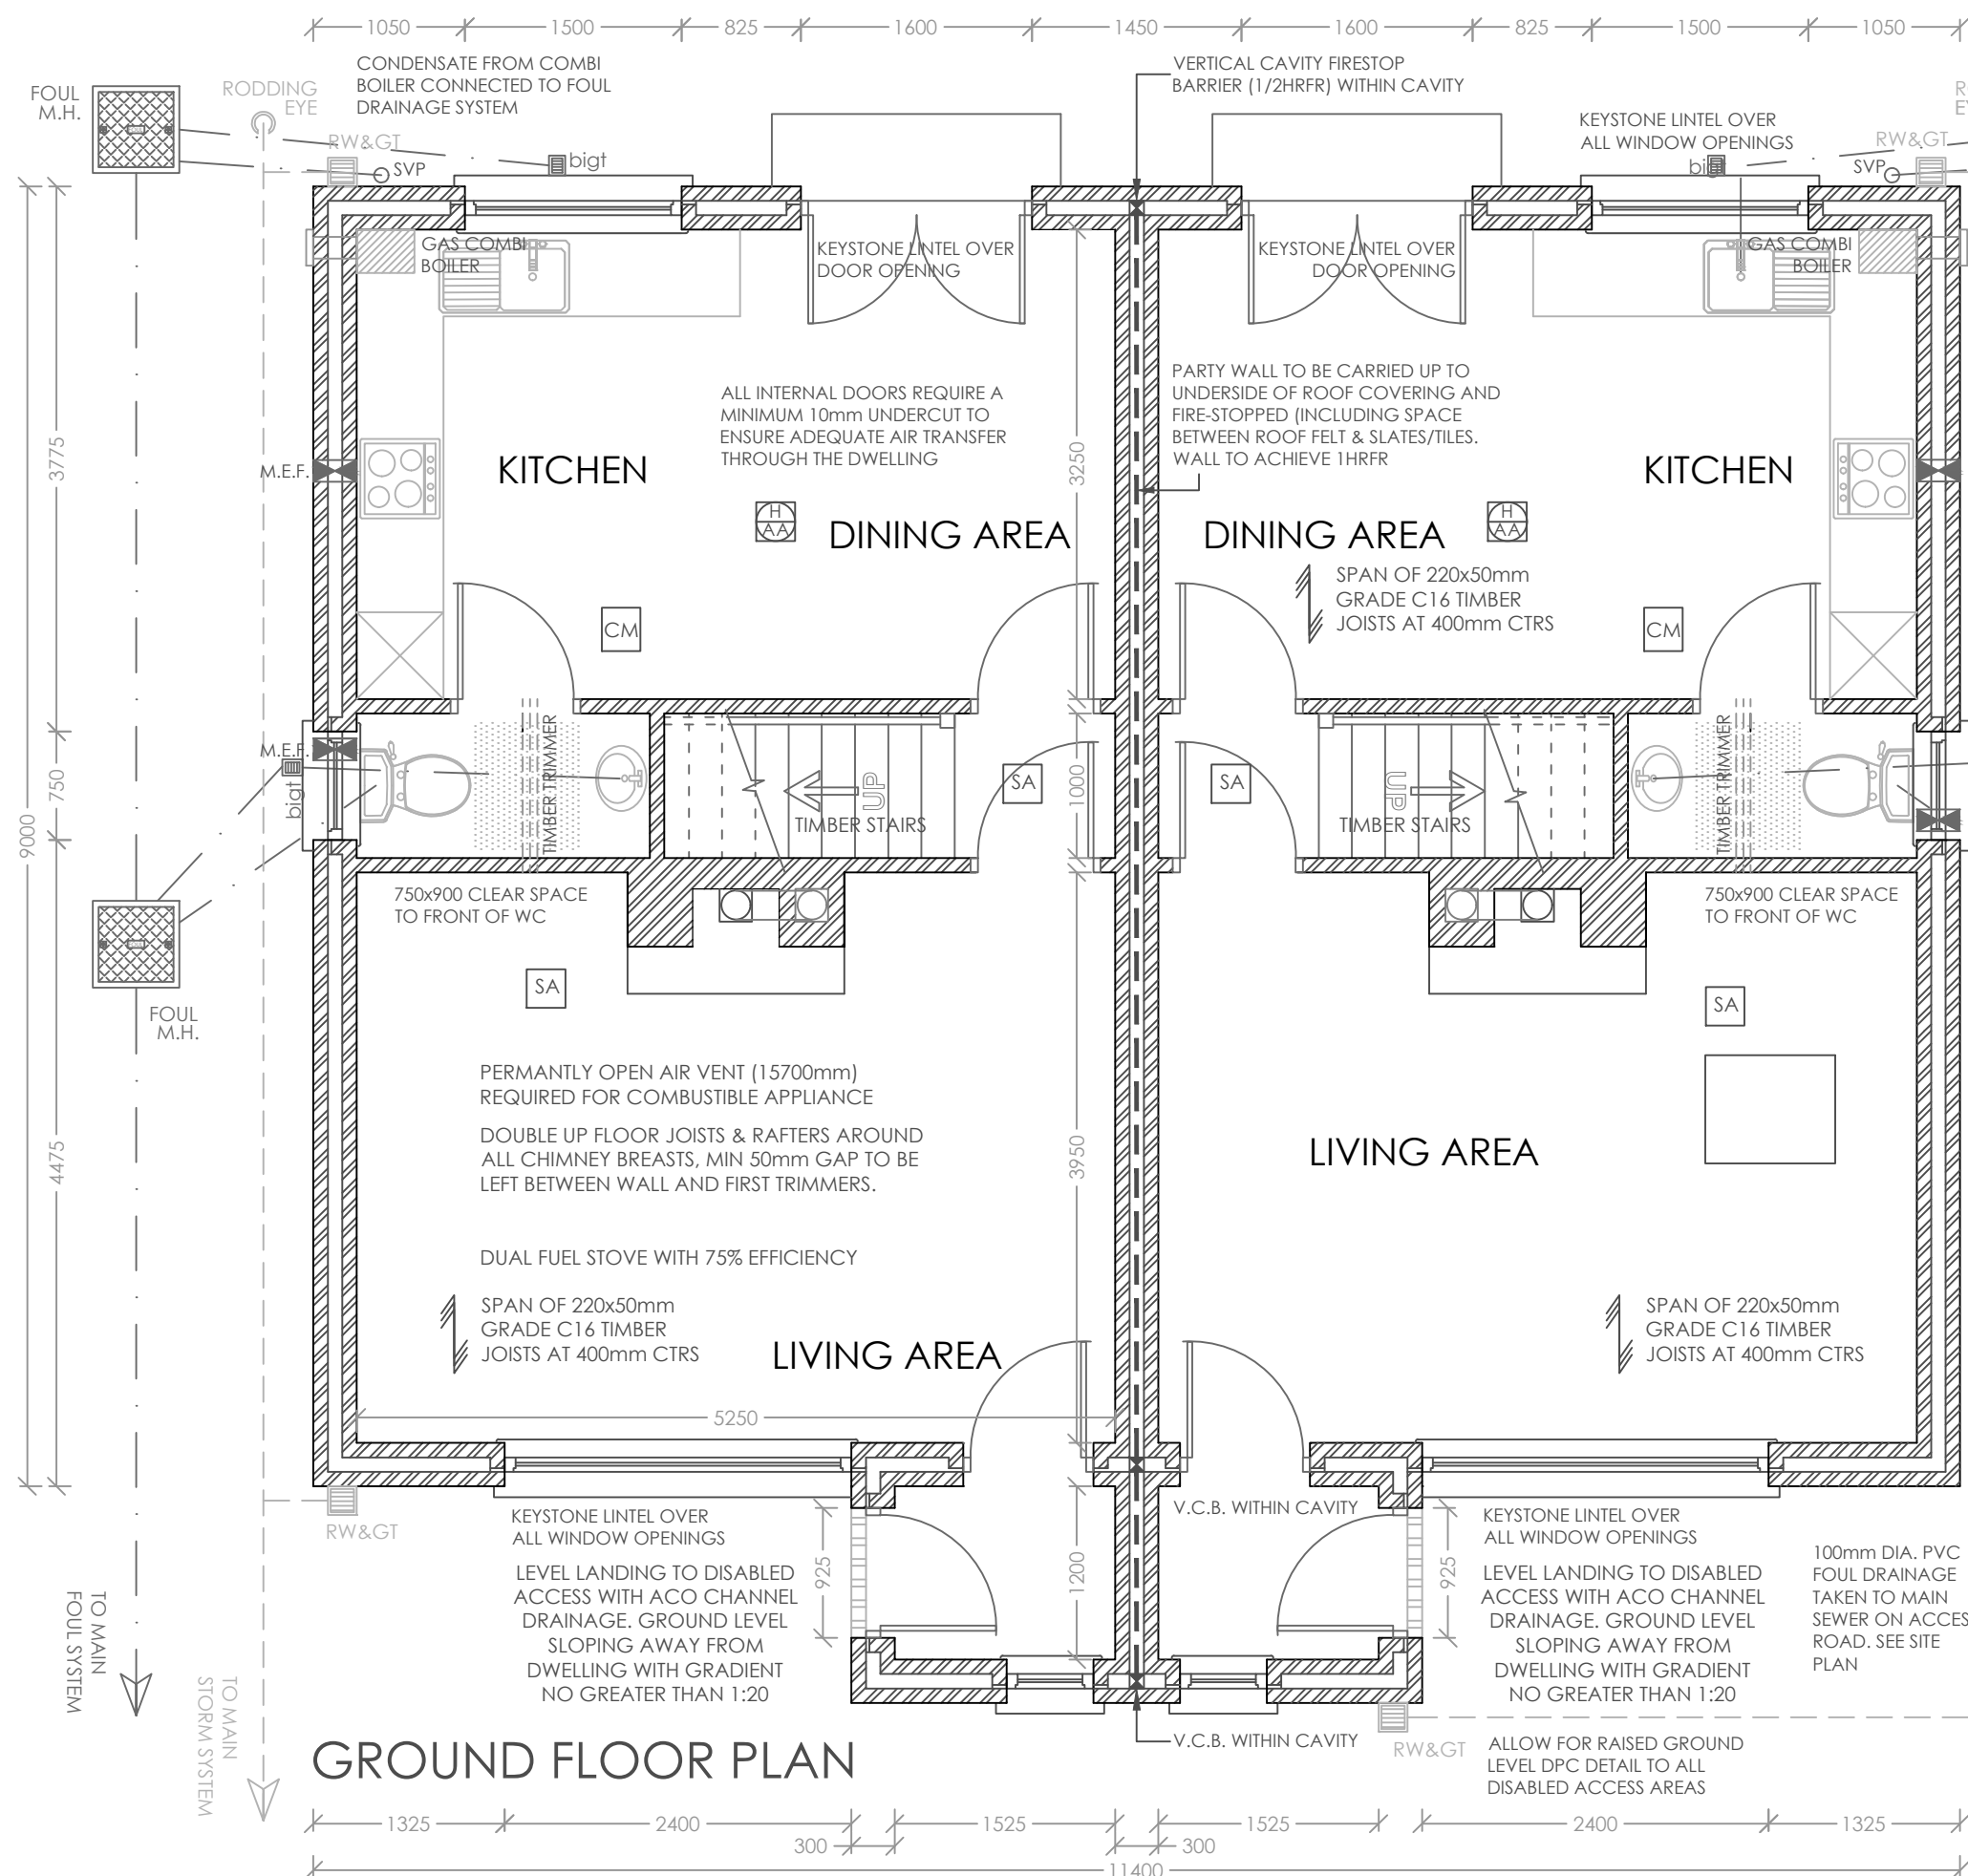 1050 1500 825 1600 1450 1600 825 1500 1050
CONDENSATE FROM COMBI
BOILER CONNECTED TO FOUL
DRAINAGE SYSTEM
VERTICAL CAVITY FIRESTOP
BARRIER (1/2HRFR) WITHIN CAVITY
FOUL
M.H.
RODDING
EYE
RW&GT
SVP
bigt
KEYSTONE LINTEL OVER
ALL WINDOW OPENINGS
bigt
SVP
RW&GT
GAS COMBI
BOILER
KEYSTONE LINTEL OVER
DOOR OPENING
KEYSTONE LINTEL OVER
DOOR OPENING
GAS COMBI
BOILER
ALL INTERNAL DOORS REQUIRE A
MINIMUM 10mm UNDERCUT TO
ENSURE ADEQUATE AIR TRANSFER
THROUGH THE DWELLING
PARTY WALL TO BE CARRIED UP TO
UNDERSIDE OF ROOF COVERING AND
FIRE-STOPPED (INCLUDING SPACE
BETWEEN ROOF FELT & SLATES/TILES.
WALL TO ACHIEVE 1HRFR
3775
3250
M.E.F.
KITCHEN
KITCHEN
H
AA
DINING AREA
DINING AREA
H
AA
SPAN OF 220x50mm
GRADE C16 TIMBER
JOISTS AT 400mm CTRS
CM
CM
M.E.F.
bigt
TIMBER TRIMMER
UP
TIMBER STAIRS
SA
1000
SA
UP
TIMBER STAIRS
TIMBER TRIMMER
750
9000
750x900 CLEAR SPACE
TO FRONT OF WC
750x900 CLEAR SPACE
TO FRONT OF WC
FOUL
M.H.
SA
SA
PERMANTLY OPEN AIR VENT (15700mm)
REQUIRED FOR COMBUSTIBLE APPLIANCE
DOUBLE UP FLOOR JOISTS & RAFTERS AROUND
ALL CHIMNEY BREASTS, MIN 50mm GAP TO BE
LEFT BETWEEN WALL AND FIRST TRIMMERS.
4475
3950
LIVING AREA
DUAL FUEL STOVE WITH 75% EFFICIENCY
SPAN OF 220x50mm
GRADE C16 TIMBER
JOISTS AT 400mm CTRS
LIVING AREA
SPAN OF 220x50mm
GRADE C16 TIMBER
JOISTS AT 400mm CTRS
5250
RW&GT
KEYSTONE LINTEL OVER
ALL WINDOW OPENINGS
V.C.B. WITHIN CAVITY
KEYSTONE LINTEL OVER
ALL WINDOW OPENINGS
LEVEL LANDING TO DISABLED
ACCESS WITH ACO CHANNEL
DRAINAGE. GROUND LEVEL
SLOPING AWAY FROM
DWELLING WITH GRADIENT
NO GREATER THAN 1:20
925
1200
925
LEVEL LANDING TO DISABLED
ACCESS WITH ACO CHANNEL
DRAINAGE. GROUND LEVEL
SLOPING AWAY FROM
DWELLING WITH GRADIENT
NO GREATER THAN 1:20
100mm DIA. PVC
FOUL DRAINAGE
TAKEN TO MAIN
SEWER ON
ROAD. SEE SITE
PLAN
TO MAIN
FOUL SYSTEM
TO MAIN
STORM SYSTEM
GROUND FLOOR PLAN
V.C.B. WITHIN CAVITY
RW&GT
ALLOW FOR RAISED GROUND
LEVEL DPC DETAIL TO ALL
DISABLED ACCESS AREAS
1325 2400 1525 1525 2400 1325
300 300
11400